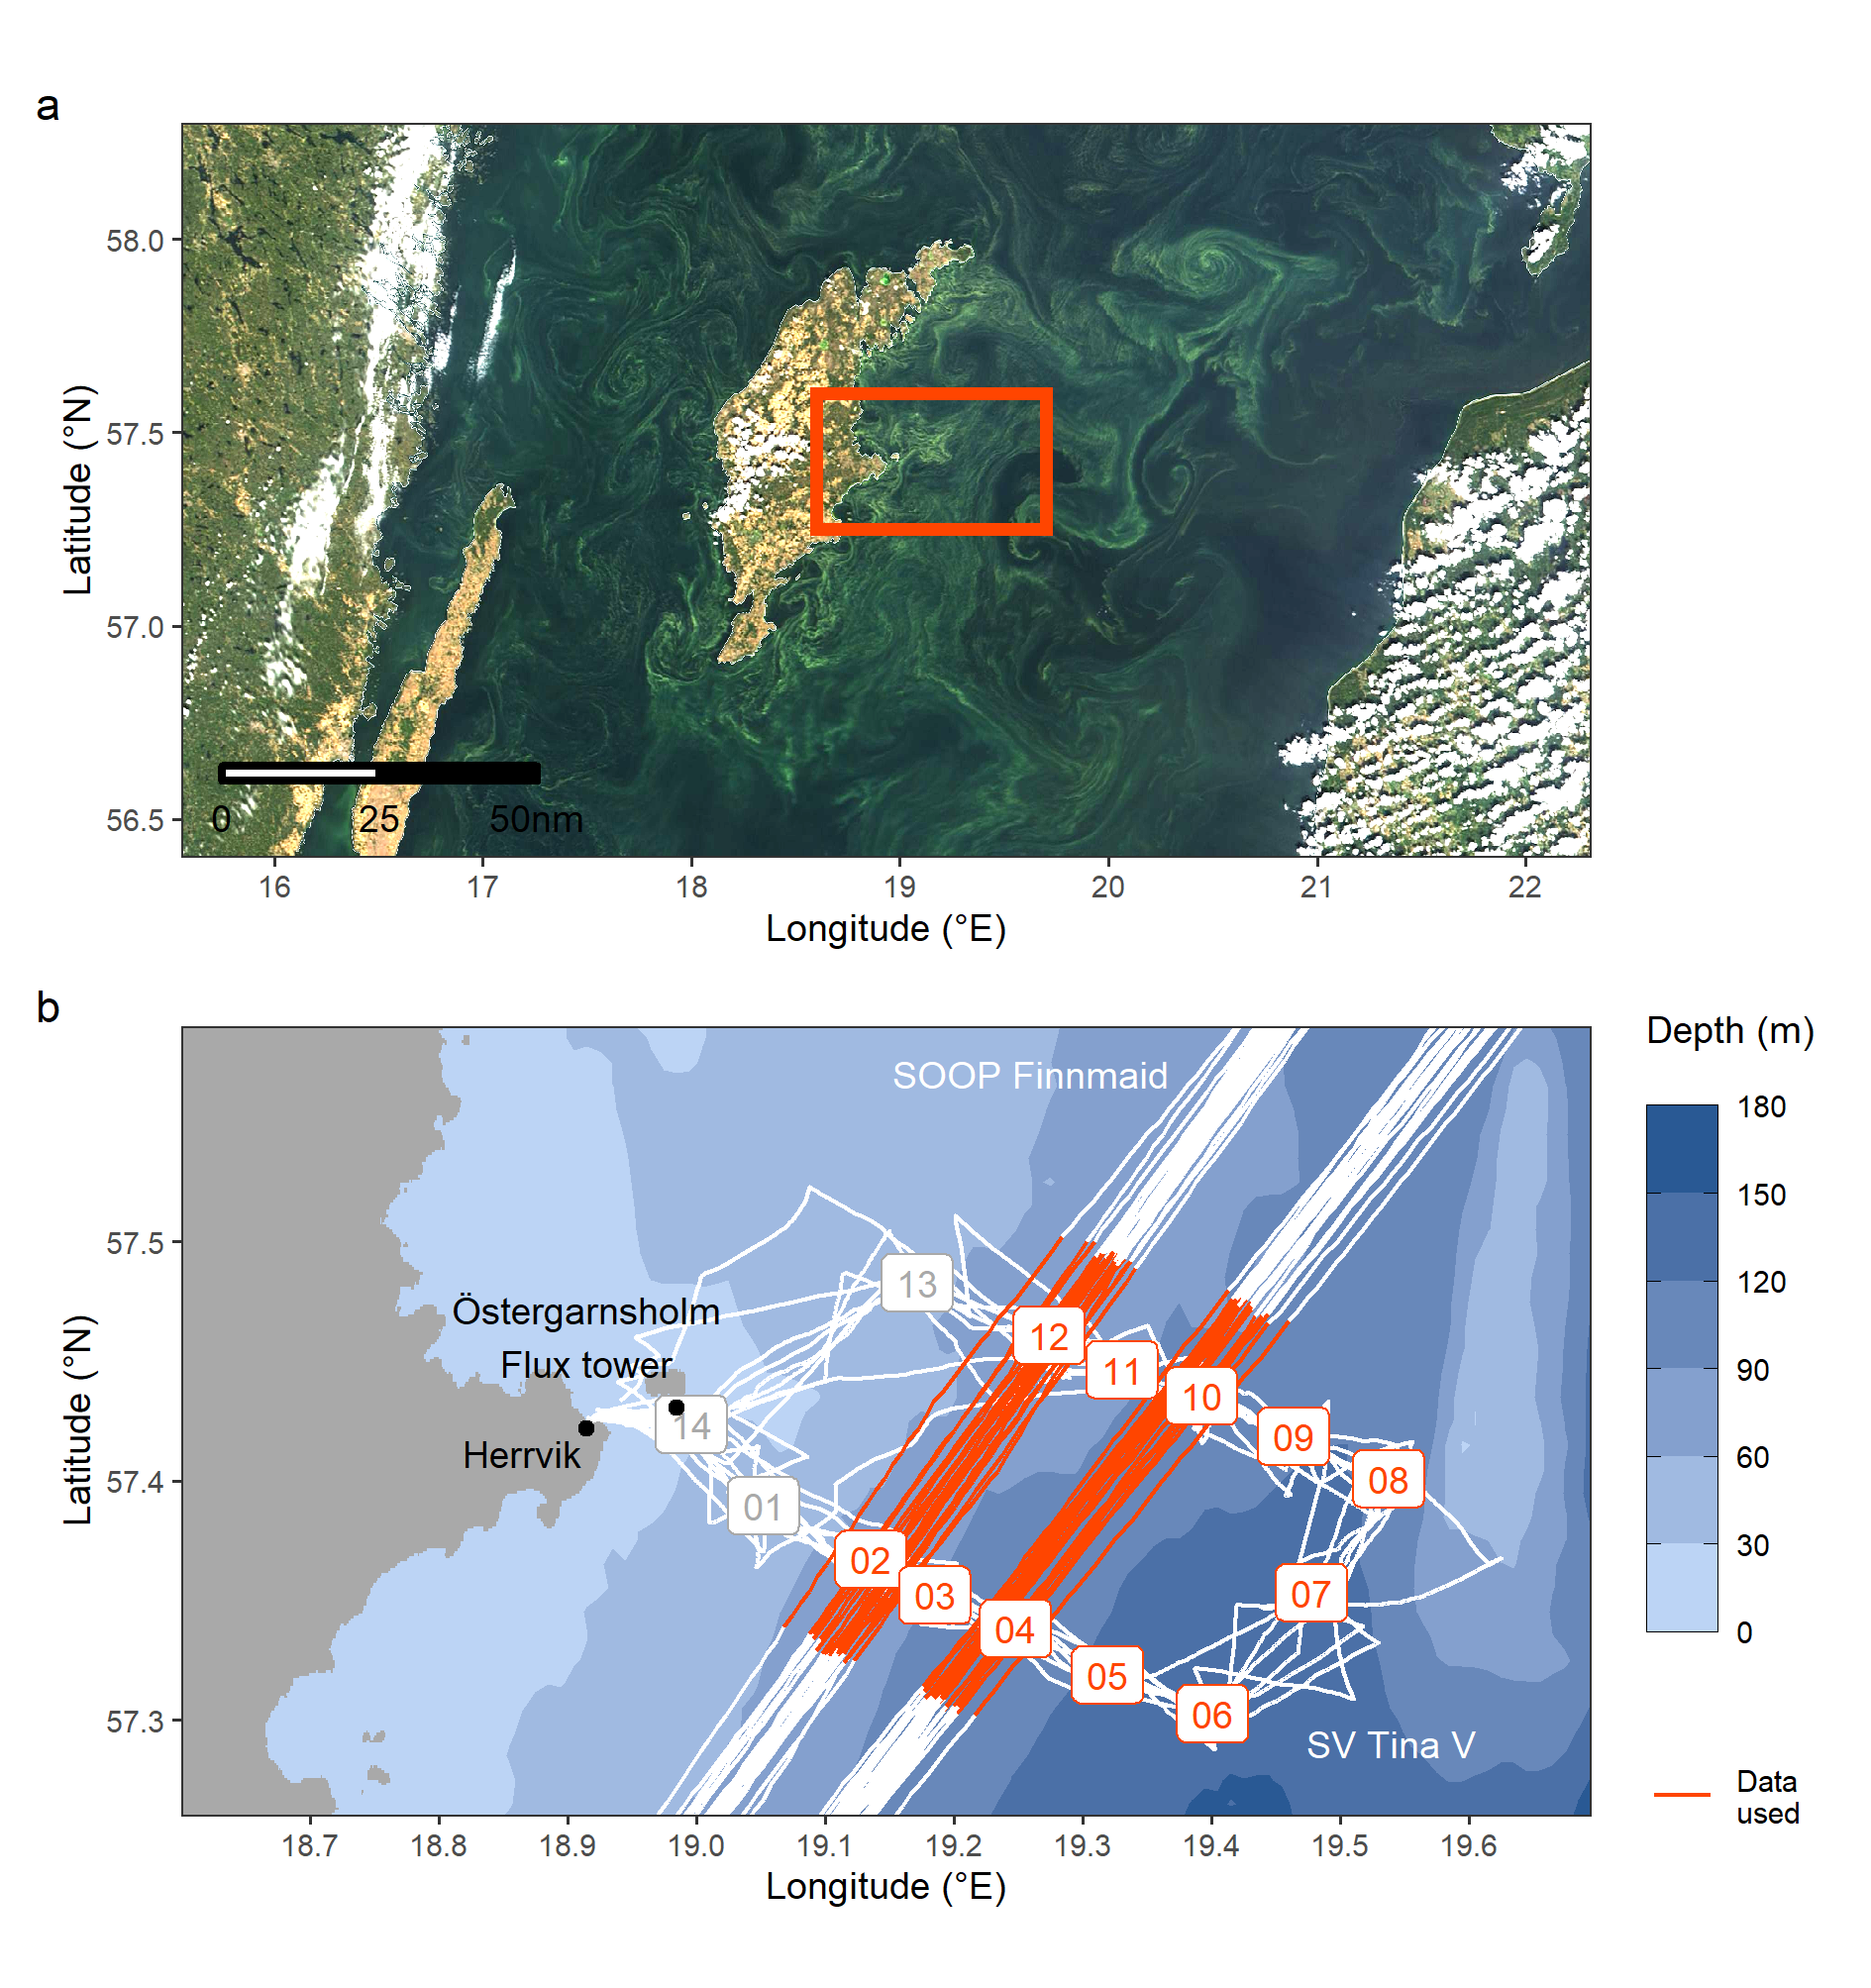 a
Latitude (°N)
58.0
57.5
57.0
56.5
0 25 50nm
16 17 18 19 20 21 22
Longitude (°E)
b
Latitude (°N)
57.5
57.4
57.3
SOOP Finnmaid
Östergarnsholm
Flux tower
Herrvik
13
12
11
10
09
08
14
01
02
03
04
05
06
07
SV Tina V
18.7 18.8 18.9 19.0 19.1 19.2 19.3 19.4 19.5 19.6
Longitude (°E)
Depth (m)
180
150
120
90
60
30
0
Data
used